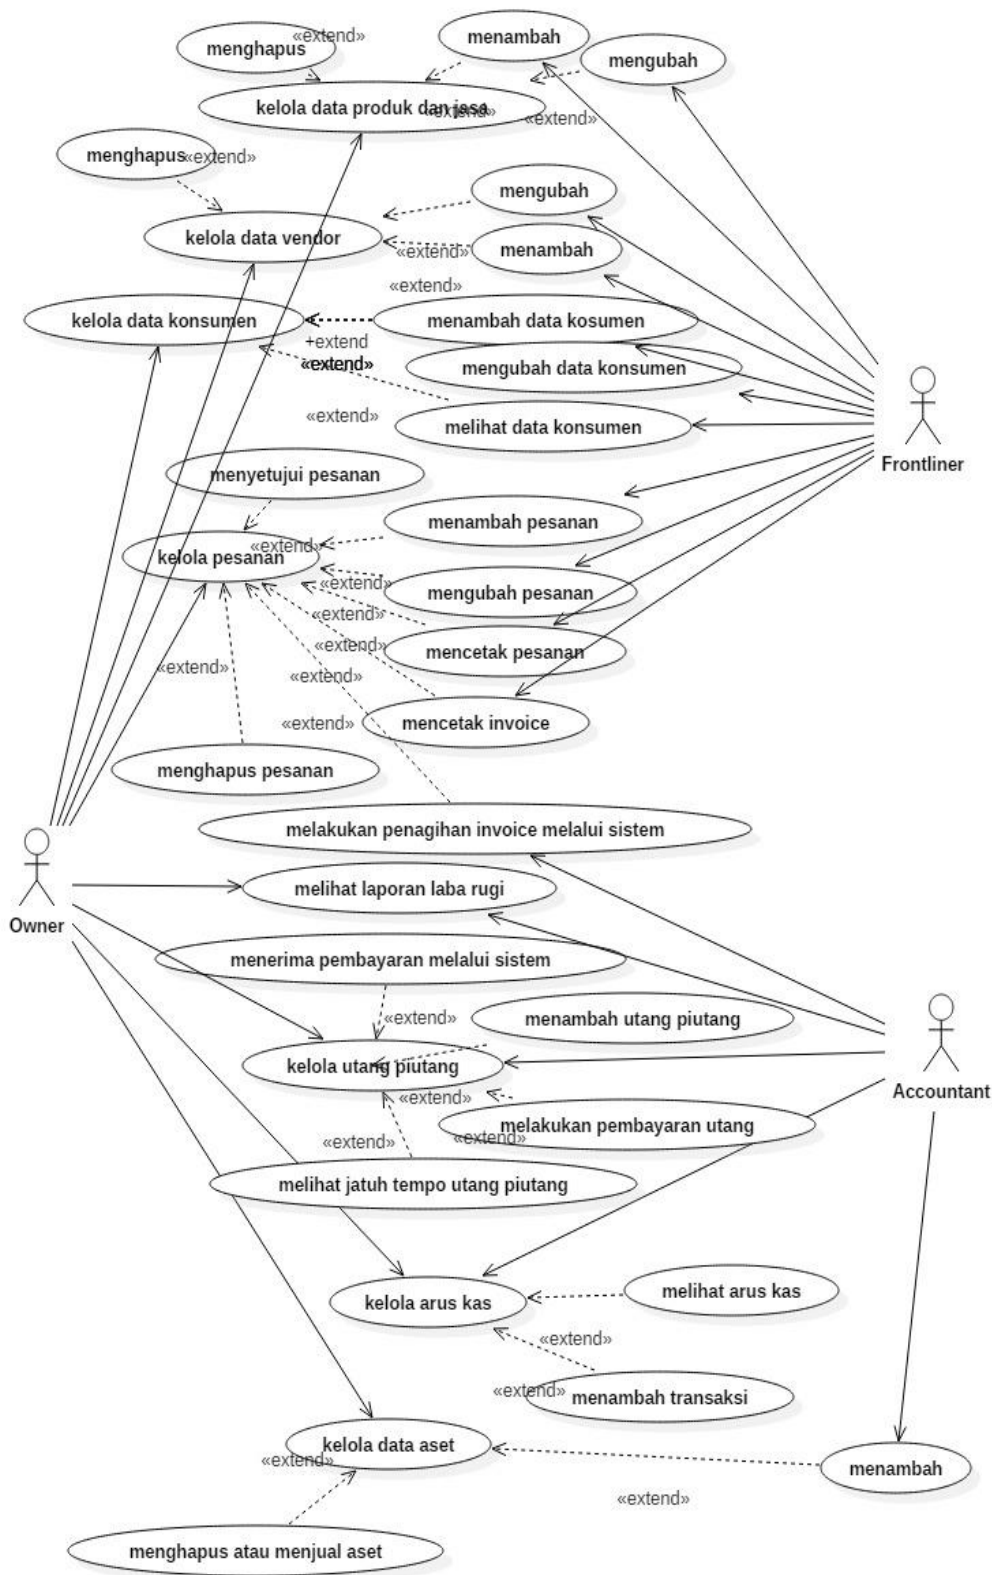 «extend»
menghapus
menambah
mengubah
kelola data produk dan jasa
«extend»
«extend»
menghapus
«extend»
mengubah
kelola data vendor
menambah
«extend»
«extend»
kelola data konsumen
menambah data kosumen
+extend
«extend»
mengubah data konsumen
«extend»
melihat data konsumen
Frontliner
menyetujui pesanan
menambah pesanan
«extend»
kelola pesanan
«extend»
mengubah pesanan
«extend»
«extend»
mencetak pesanan
«extend»
«extend»
«extend»
mencetak invoice
menghapus pesanan
melakukan penagihan invoice melalui sistem
melihat laporan laba rugi
Owner
menerima pembayaran melalui sistem
«extend»
menambah utang piutang
kelola utang piutang
Accountant
«extend»
melakukan pembayaran utang
«extend»
«extend»
melihat jatuh tempo utang piutang
melihat arus kas
kelola arus kas
«extend»
«extend»
menambah transaksi
kelola data aset
«extend»
menambah
«extend»
menghapus atau menjual aset